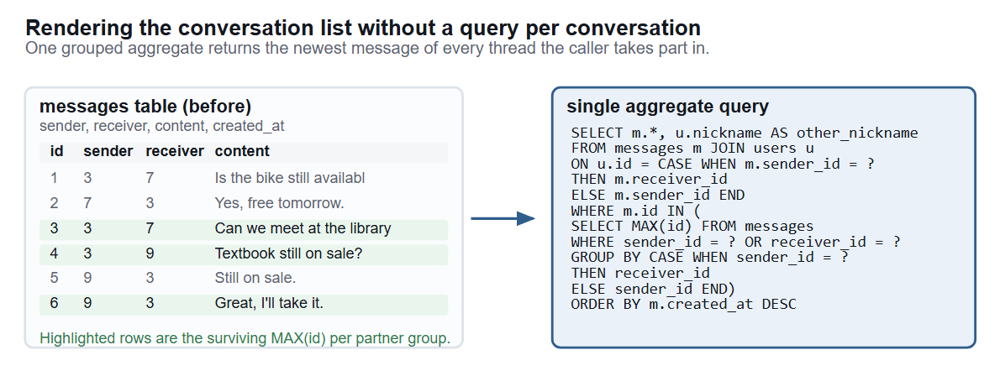 Rendering the conversation list without a query per conversation
One grouped aggregate returns the newest message of every thread the caller takes part in.
messages table (before)
sender, receiver, content, created_at
id sender receiver content
1 3 7 Is the bike still availabl
2 7 3 Yes, free tomorrow.
3 3 7 Can we meet at the library
4 3 9 Textbook still on sale?
5 9 3 Still on sale.
6 9 3 Great, I'll take it.
Highlighted rows are the surviving MAX(id) per partner group.
single aggregate query
SELECT m.*, u.nickname AS other_nickname
FROM messages m JOIN users u
ON u.id = CASE WHEN m.sender_id = ?
THEN m.receiver_id
ELSE m.sender_id END
WHERE m.id IN (
SELECT MAX(id) FROM messages
WHERE sender_id = ? OR receiver_id = ?
GROUP BY CASE WHEN sender_id = ?
THEN receiver_id
ELSE sender_id END)
ORDER BY m.created_at DESC